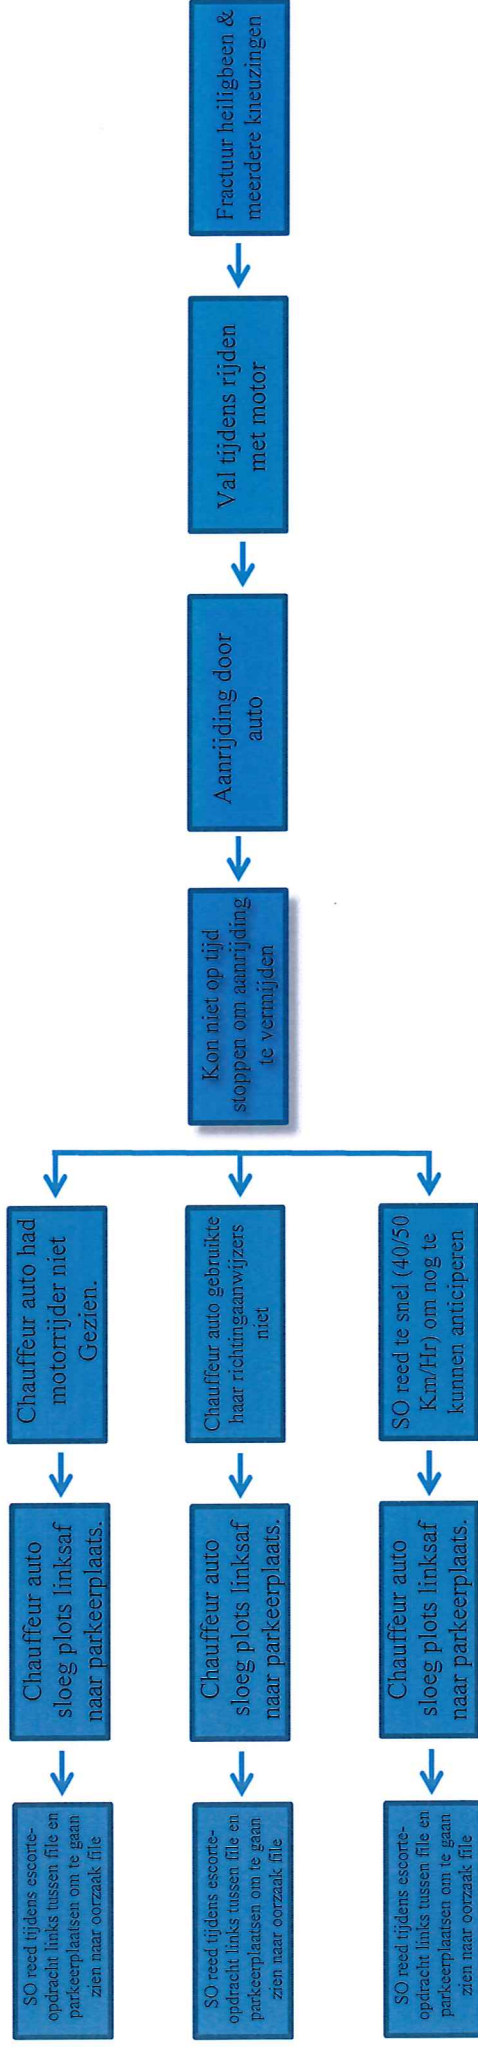 Fractuur heiligbeen &
meerdere kneuzingen
Val tijdens rijden
met motor
Aanrijding door
auto
Kon niet op tijd
stoppen om aanrijding
te vermijden
Chauffeur auto had
motorrijder niet
Gezien.
Chauffeur auto
sloeg plots linksaf
naar parkeerplaats.
SO reed tijdens escorte-
opdracht links tussen file en
parkeerplaatsen om te gaan
zien naar oorzaak file
Chauffeur auto gebruikte
haar richtingaanwijzers
niet
Chauffeur auto
sloeg plots linksaf
naar parkeerplaats.
SO reed tijdens escorte-
opdracht links tussen file en
parkeerplaatsen om te gaan
zien naar oorzaak file
SO reed te snel (40/50
Km/Hr) om nog te
kunnen anticiperen
Chauffeur auto
sloeg plots linksaf
naar parkeerplaats.
SO reed tijdens escorte-
opdracht links tussen file en
parkeerplaatsen om te gaan
zien naar oorzaak file